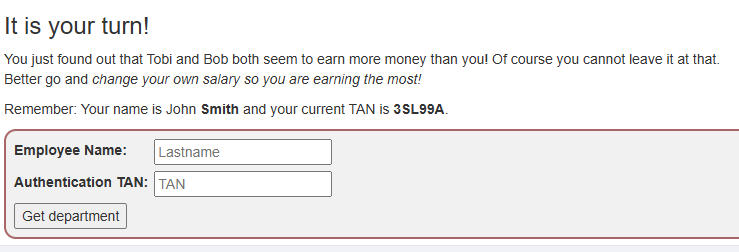 It is your turn!
You just found out that Tobi and Bob both seem to earn more money than you! Of course you cannot leave it at that.
Better go and change your own salary so you are earning the most!
Remember: Your name is John Smith and your current TAN is 3SL99A.
Employee Name: Lastname
Authentication TAN: TAN
Get department